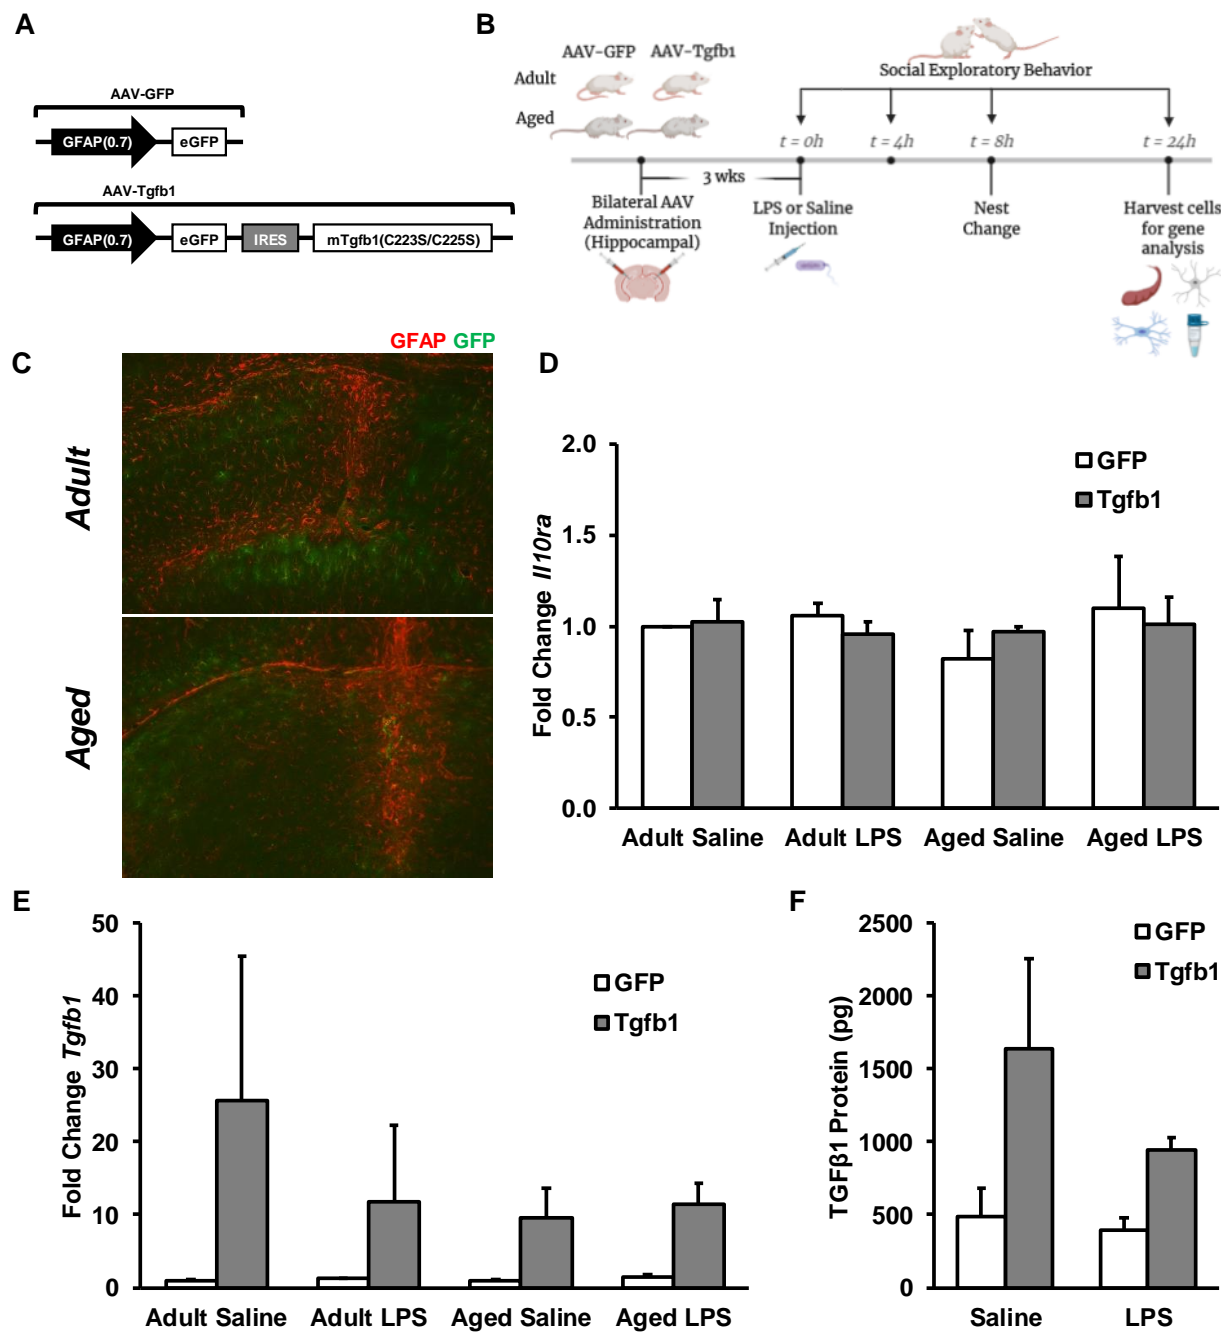 A
AAV-GFP
GFAP(0.7)
eGFP
AAV-Tgfb1
GFAP(0.7)
eGFP
IRES
mTgfb1(C223S/C225S)
B
AAV-GFP
AAV-Tgfb1
Adult
Aged
Social Exploratory Behavior
t = 0h
t = 4h
t = 8h
t = 24h
3 wks
Bilateral AAV
Administration
(Hippocampal)
LPS or Saline
Injection
Nest
Change
Harvest cells
for gene
analysis
C
GFAP GFP
Adult
Aged
D
Fold Change Il10ra
2.0
1.5
1.0
0.5
0.0
GFP
Tgfb1
Adult Saline
Adult LPS
Aged Saline
Aged LPS
E
Fold Change Tgfb1
50
40
30
20
10
0
GFP
Tgfb1
Adult Saline
Adult LPS
Aged Saline
Aged LPS
F
TGFβ1 Protein (pg)
2500
2000
1500
1000
500
0
GFP
Tgfb1
Saline
LPS